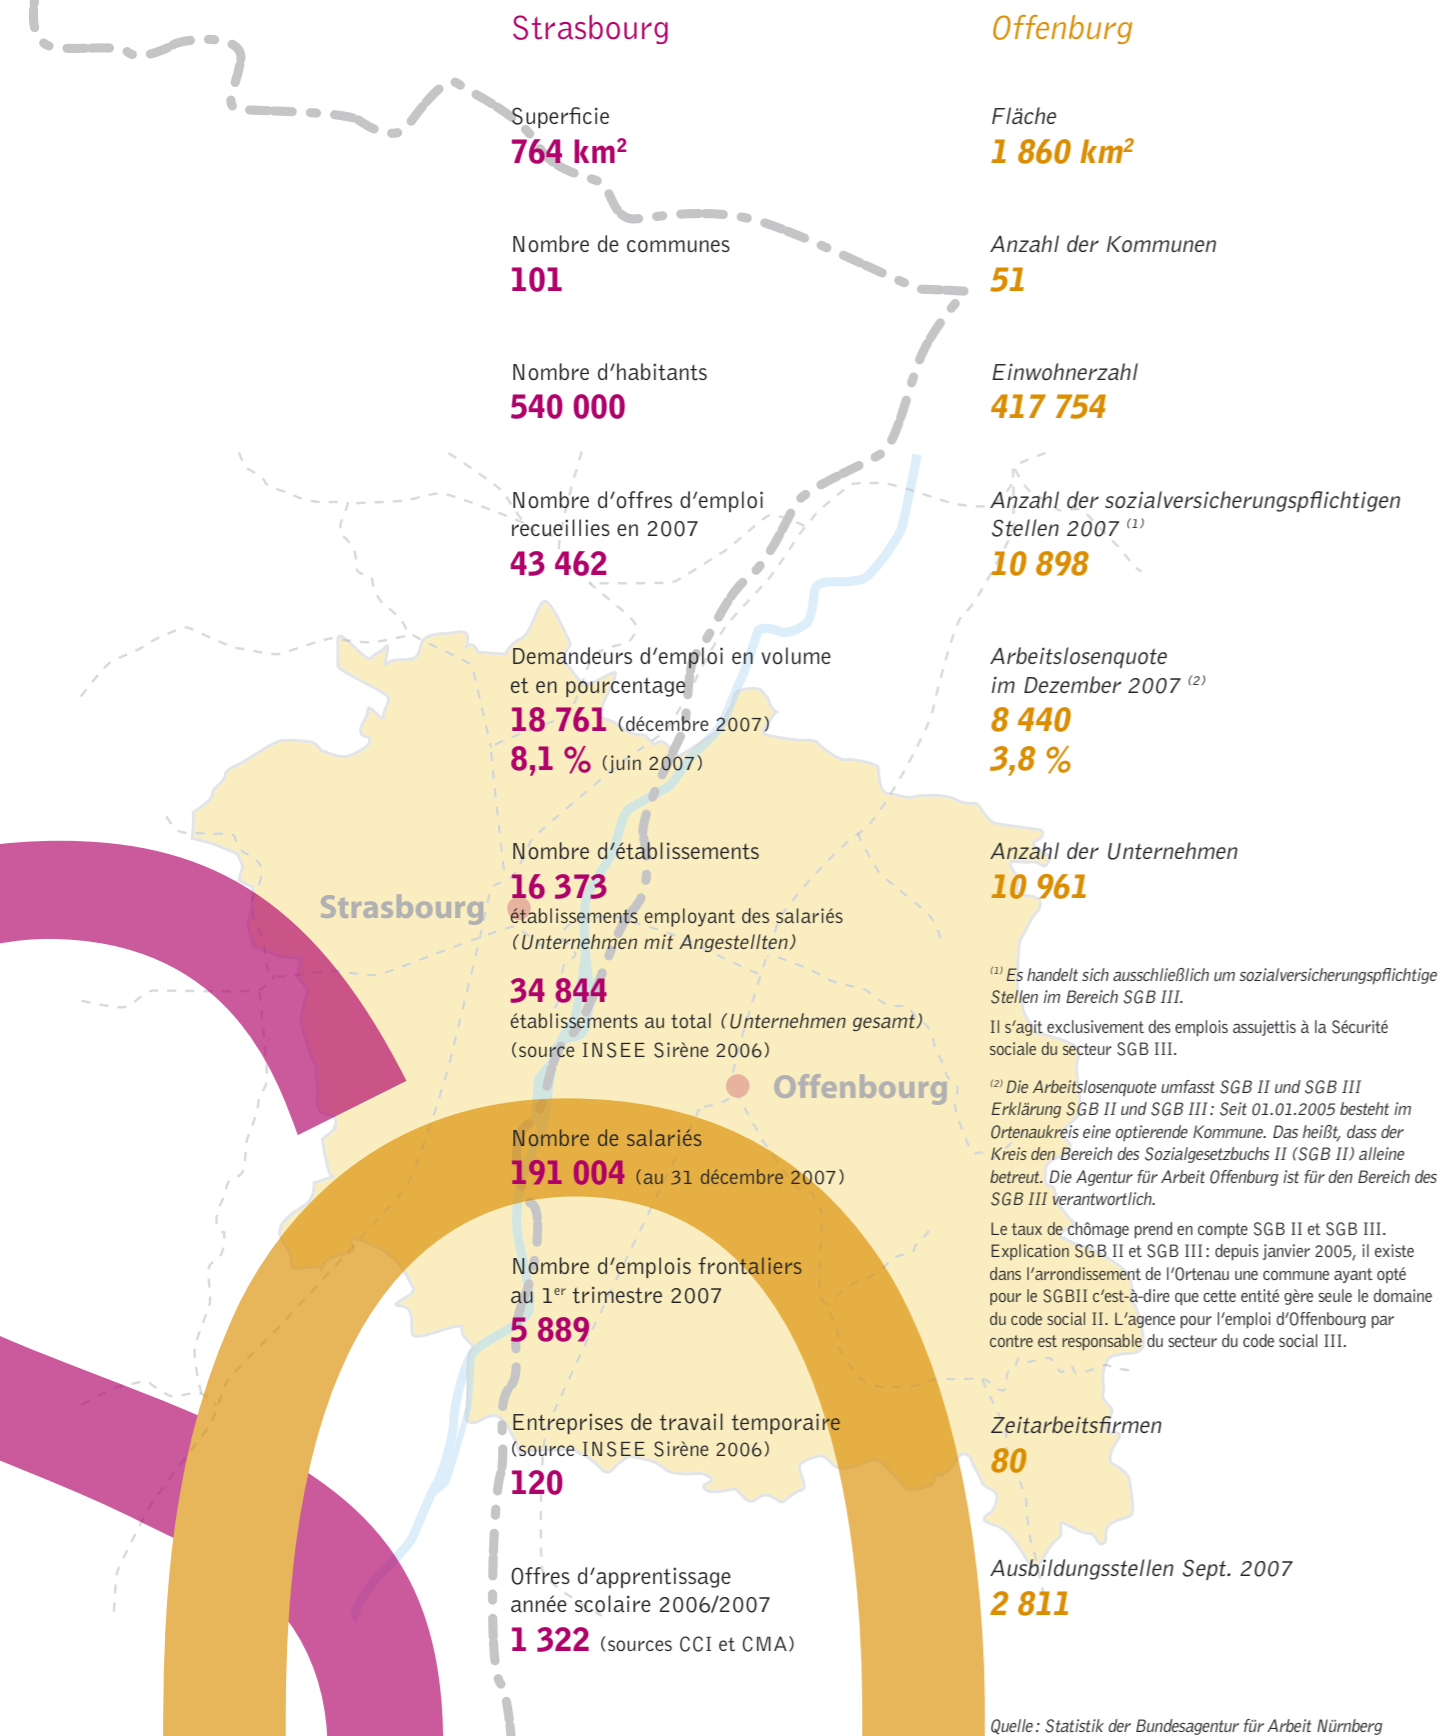 Strasbourg
Superficie
764 km²
Nombre de communes
101
Nombre d'habitants
540 000
Nombre d'offres d'emploi
recueillies en 2007
43 462
Demandeurs d'emploi en volume
et en pourcentage
18 761 (décembre 2007)
8,1 % (juin 2007)
Nombre d'établissements
16 373
établissements employant des salariés
(Unternehmen mit Angestellten)
34 844
établissements au total (Unternehmen gesamt)
(source INSEE Sirène 2006)
Nombre de salariés
191 004 (au 31 décembre 2007)
Nombre d'emplois frontaliers
au 1er trimestre 2007
5 889
Entreprises de travail temporaire
(source INSEE Sirène 2006)
120
Offres d'apprentissage
année scolaire 2006/2007
1 322 (sources CCI et CMA)
Offenburg
Fläche
1 860 km²
Anzahl der Kommunen
51
Einwohnerzahl
417 754
Anzahl der sozialversicherungspflichtigen
Stellen 2007 (1)
10 898
Arbeitslosenquote
im Dezember 2007 (2)
8 440
3,8 %
Anzahl der Unternehmen
10 961
(1) Es handelt sich ausschließlich um sozialversicherungspflichtige
Stellen im Bereich SGB III.
Il s'agit exclusivement des emplois assujettis à la Sécurité
sociale du secteur SGB III.
(2) Die Arbeitslosenquote umfasst SGB II und SGB III
Erklärung SGB II und SGB III : Seit 01.01.2005 besteht im
Ortenaukreis eine optierende Kommune. Das heißt, dass der
Kreis den Bereich des Sozialgesetzbuchs II (SGB II) alleine
betreut. Die Agentur für Arbeit Offenburg ist für den Bereich des
SGB III verantwortlich.
Le taux de chômage prend en compte SGB II et SGB III.
Explication SGB II et SGB III : depuis janvier 2005, il existe
dans l'arrondissement de l'Ortenau une commune ayant opté
pour le SGBII c'est-à-dire que cette entité gère seule le domaine
du code social II. L'agence pour l'emploi d'Offenbourg par
contre est responsable du secteur du code social III.
Zeitarbeitsfirmen
80
Ausbildungsstellen Sept. 2007
2 811
Quelle : Statistik der Bundesagentur für Arbeit Nürnberg
Strasbourg
Offenbourg